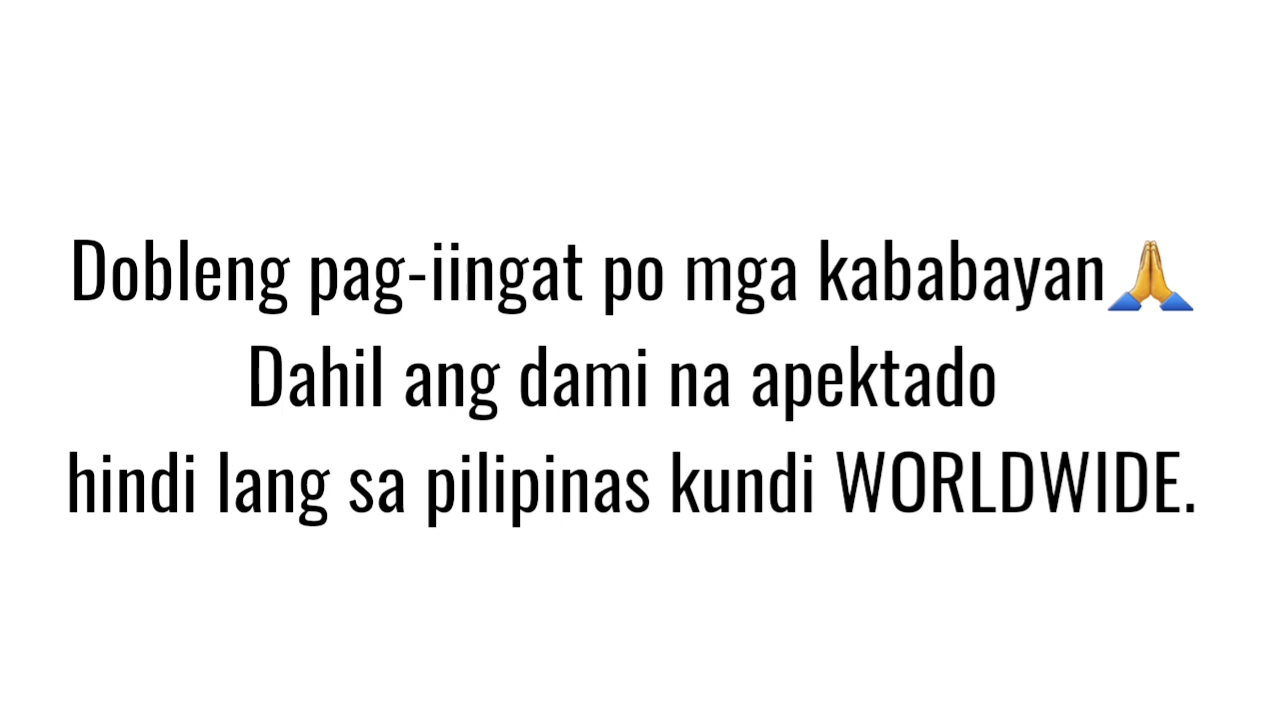 Dobleng pag-iingat po mga kababayan🙏
Dahil ang dami na apektado
hindi lang sa pilipinas kundi WORLDWIDE.